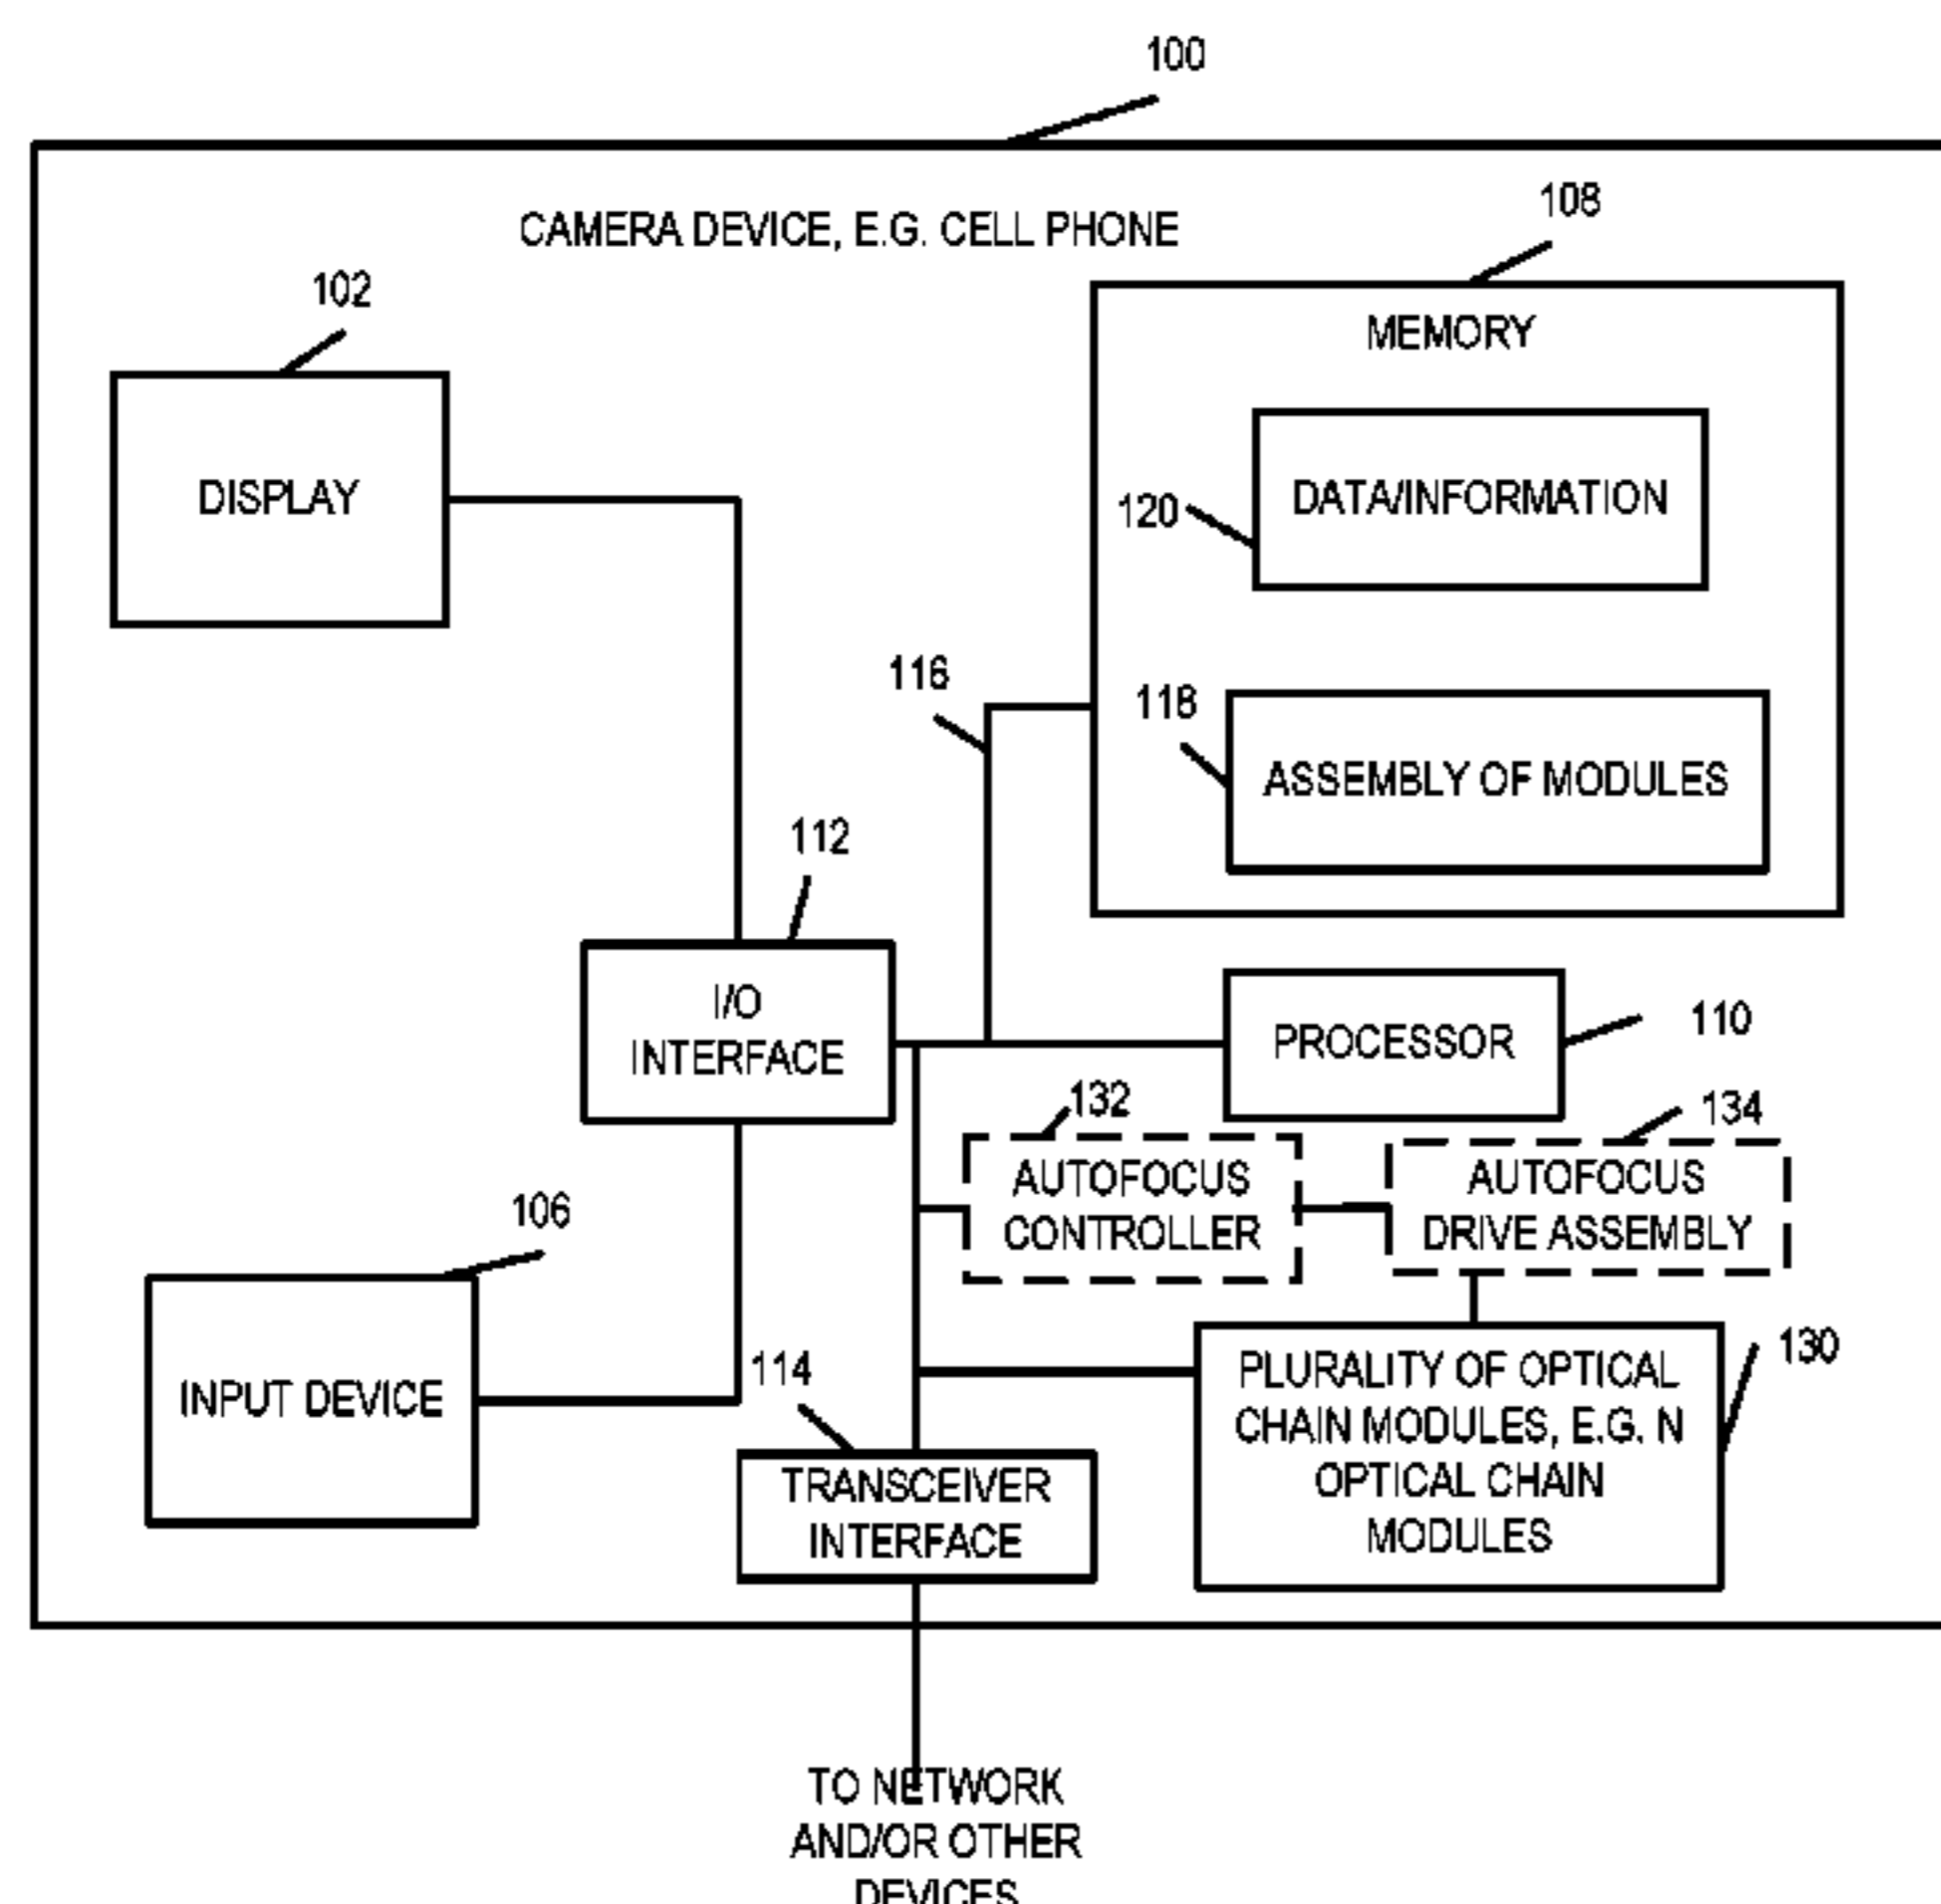 100
CAMERA DEVICE, E.G. CELL PHONE
108
102
MEMORY
DISPLAY
DATA/INFORMATION
120
116
118
ASSEMBLY OF MODULES
112
I/O
INTERFACE
PROCESSOR
110
132
134
AUTOFOCUS
CONTROLLER
AUTOFOCUS
DRIVE ASSEMBLY
106
INPUT DEVICE
114
TRANSCEIVER
INTERFACE
130
PLURALITY OF OPTICAL
CHAIN MODULES, E.G. N
OPTICAL CHAIN
MODULES
TO NETWORK
AND/OR OTHER
DEVICES